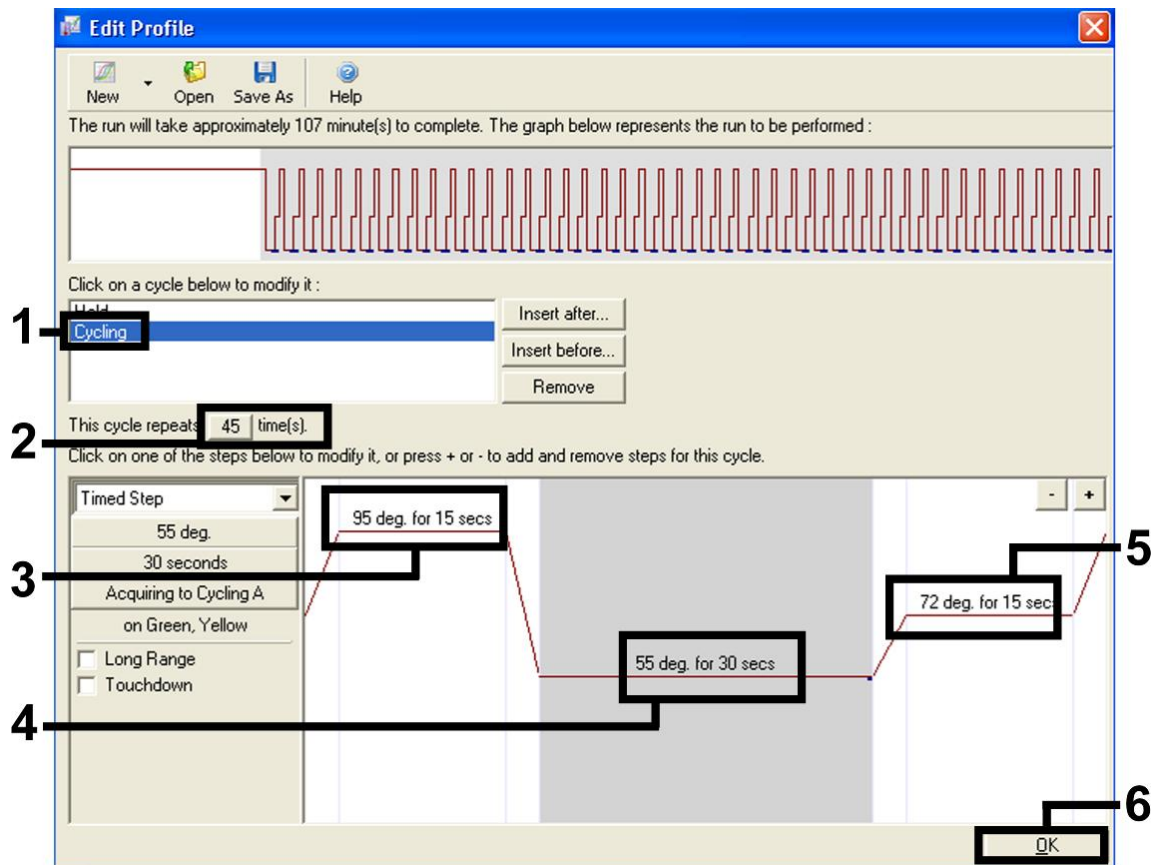 Edit Profile
New Open Save As Help
The run will take approximately 107 minute(s) to complete. The graph below represents the run to be performed :
Click on a cycle below to modify it :
Hold
1
Cycling
Insert after...
Insert before...
Remove
This cycle repeats 45 time(s).
2
Click on one of the steps below to modify it, or press + or - to add and remove steps for this cycle.
Timed Step
- +
55 deg.
95 deg. for 15 secs
30 seconds
3
5
Acquiring to Cycling A
72 deg. for 15 sec
on Green, Yellow
Long Range
55 deg. for 30 secs
Touchdown
4
6
OK